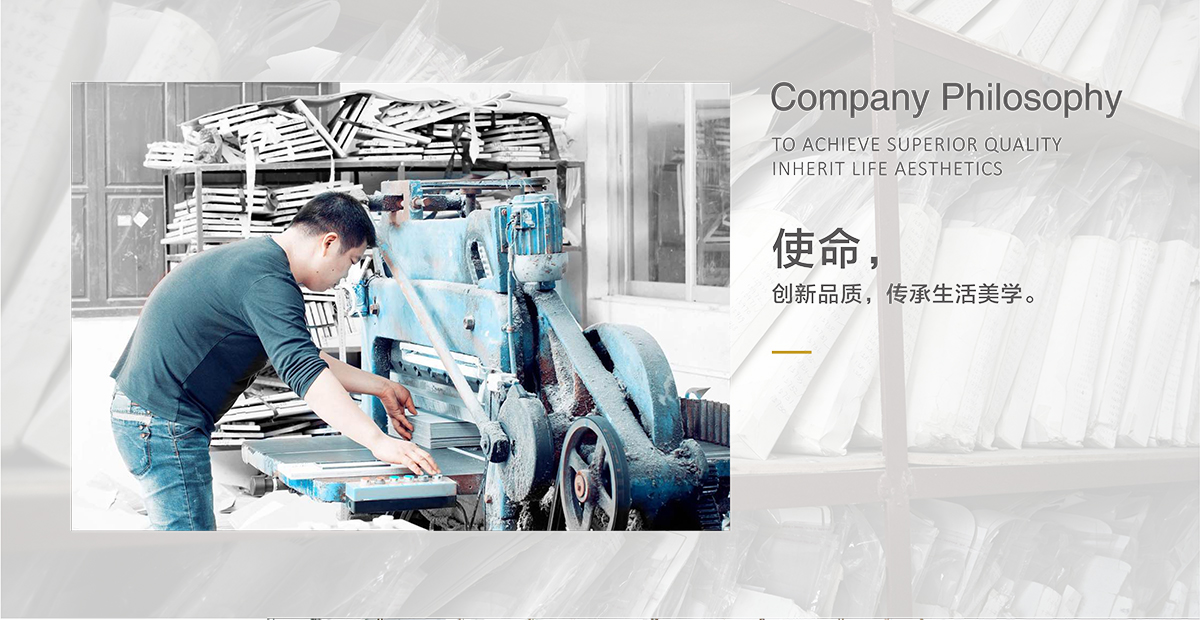 Company Philosophy
TO ACHIEVE SUPERIOR QUALITY
INHERIT LIFE AESTHETICS
使命，
创新品质，传承生活美学。